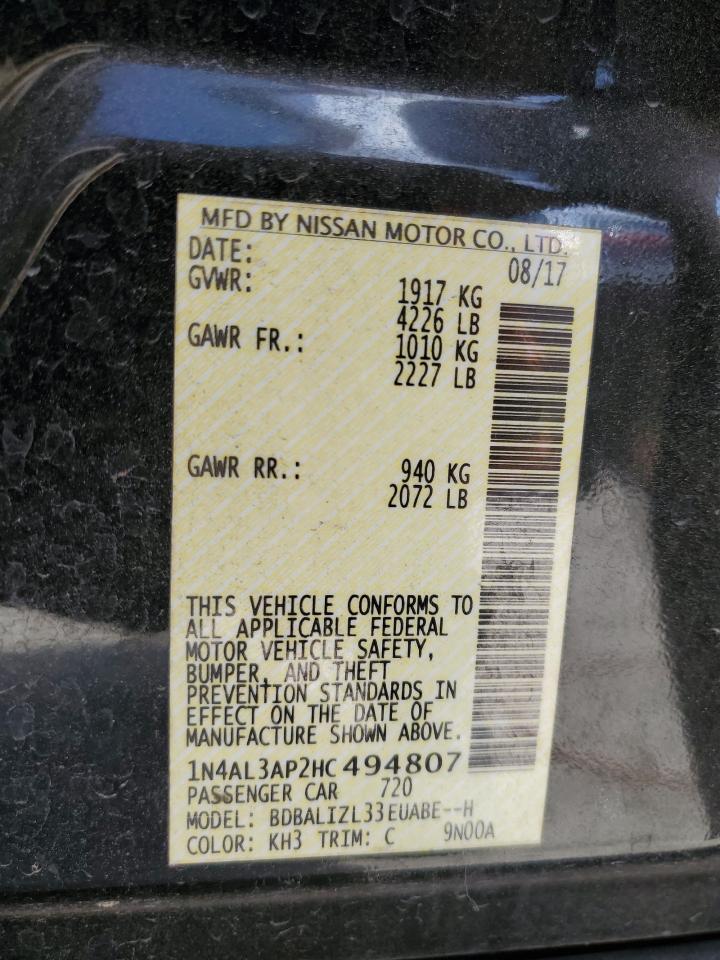 MFD BY NISSAN MOTOR CO., LTD.
DATE: 08/17
GVWR: 1917 KG
4226 LB
GAWR FR.: 1010 KG
2227 LB
GAWR RR.: 940 KG
2072 LB
THIS VEHICLE CONFORMS TO
ALL APPLICABLE FEDERAL
MOTOR VEHICLE SAFETY,
BUMPER, AND THEFT
PREVENTION STANDARDS IN
EFFECT ON THE DATE OF
MANUFACTURE SHOWN ABOVE.
1N4AL3AP2HC494807
PASSENGER CAR 720
MODEL: BDBALIZL33EUABE--H
COLOR: KH3 TRIM: C 9N00A